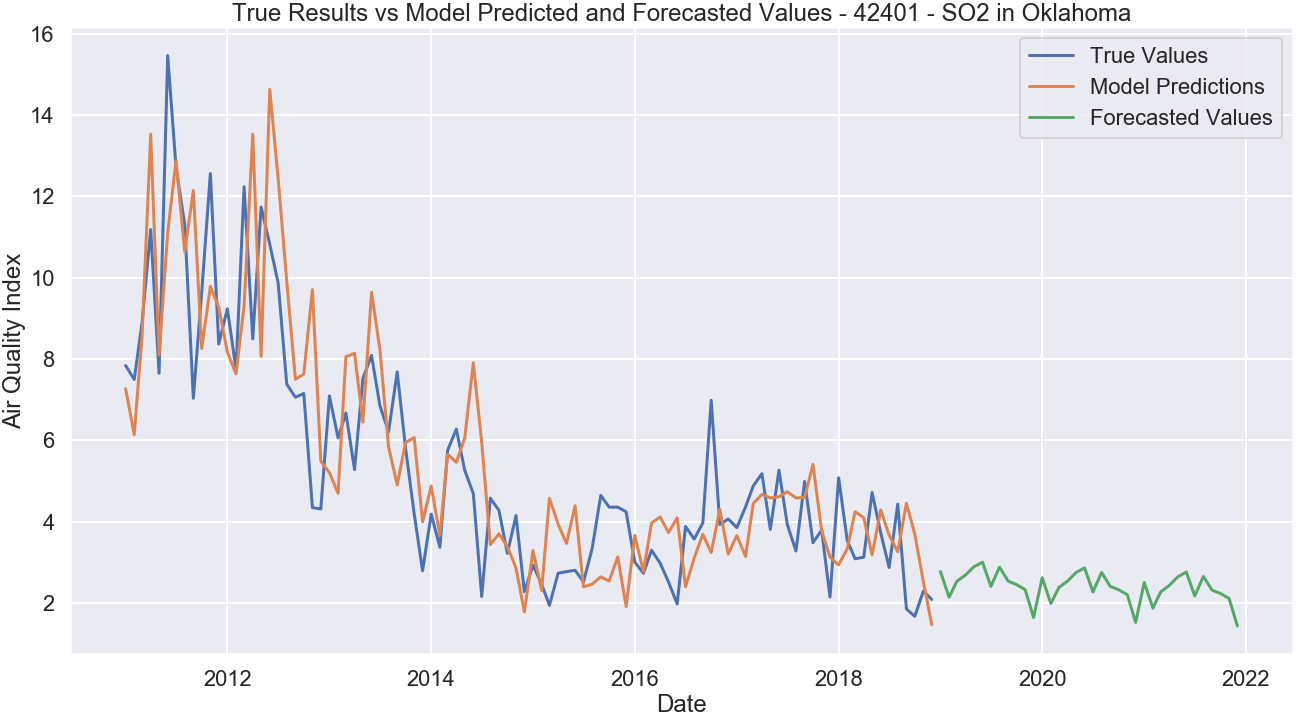 True Results vs Model Predicted and Forecasted Values - 42401 - SO2 in Oklahoma
True Values
Model Predictions
Forecasted Values
Air Quality Index
16
14
12
10
8
6
4
2
2012 2014 2016 2018 2020 2022
Date